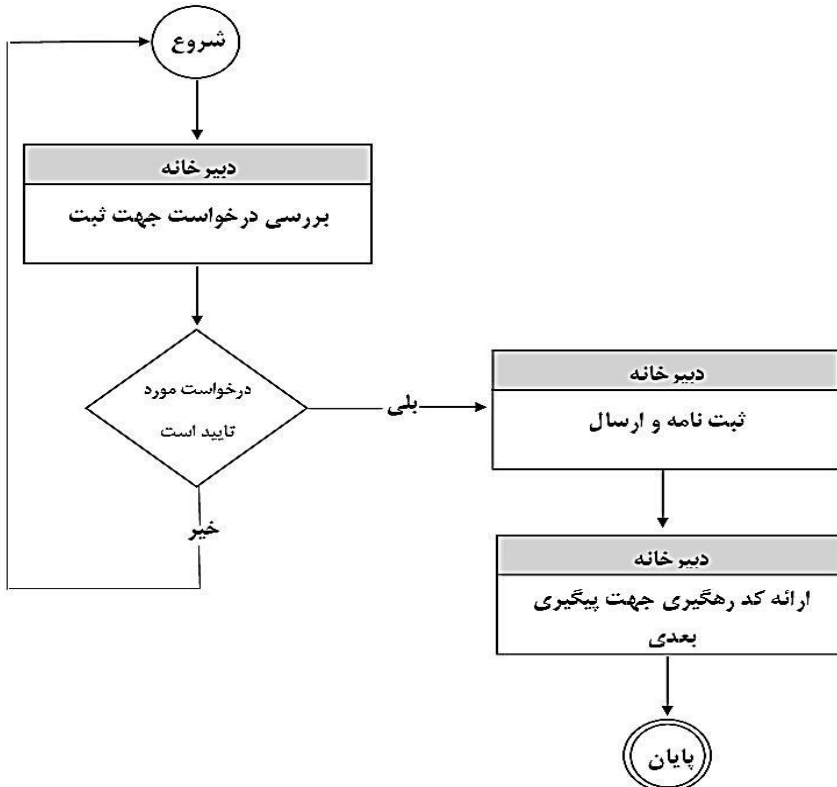 شروع
دبیرخانه
بررسی درخواست جهت ثبت
درخواست مورد
تایید است
بلی
خیر
دبیرخانه
ثبت نامه و ارسال
دبیرخانه
ارائه کد رهگیری جهت پیگیری
بعدی
پایان